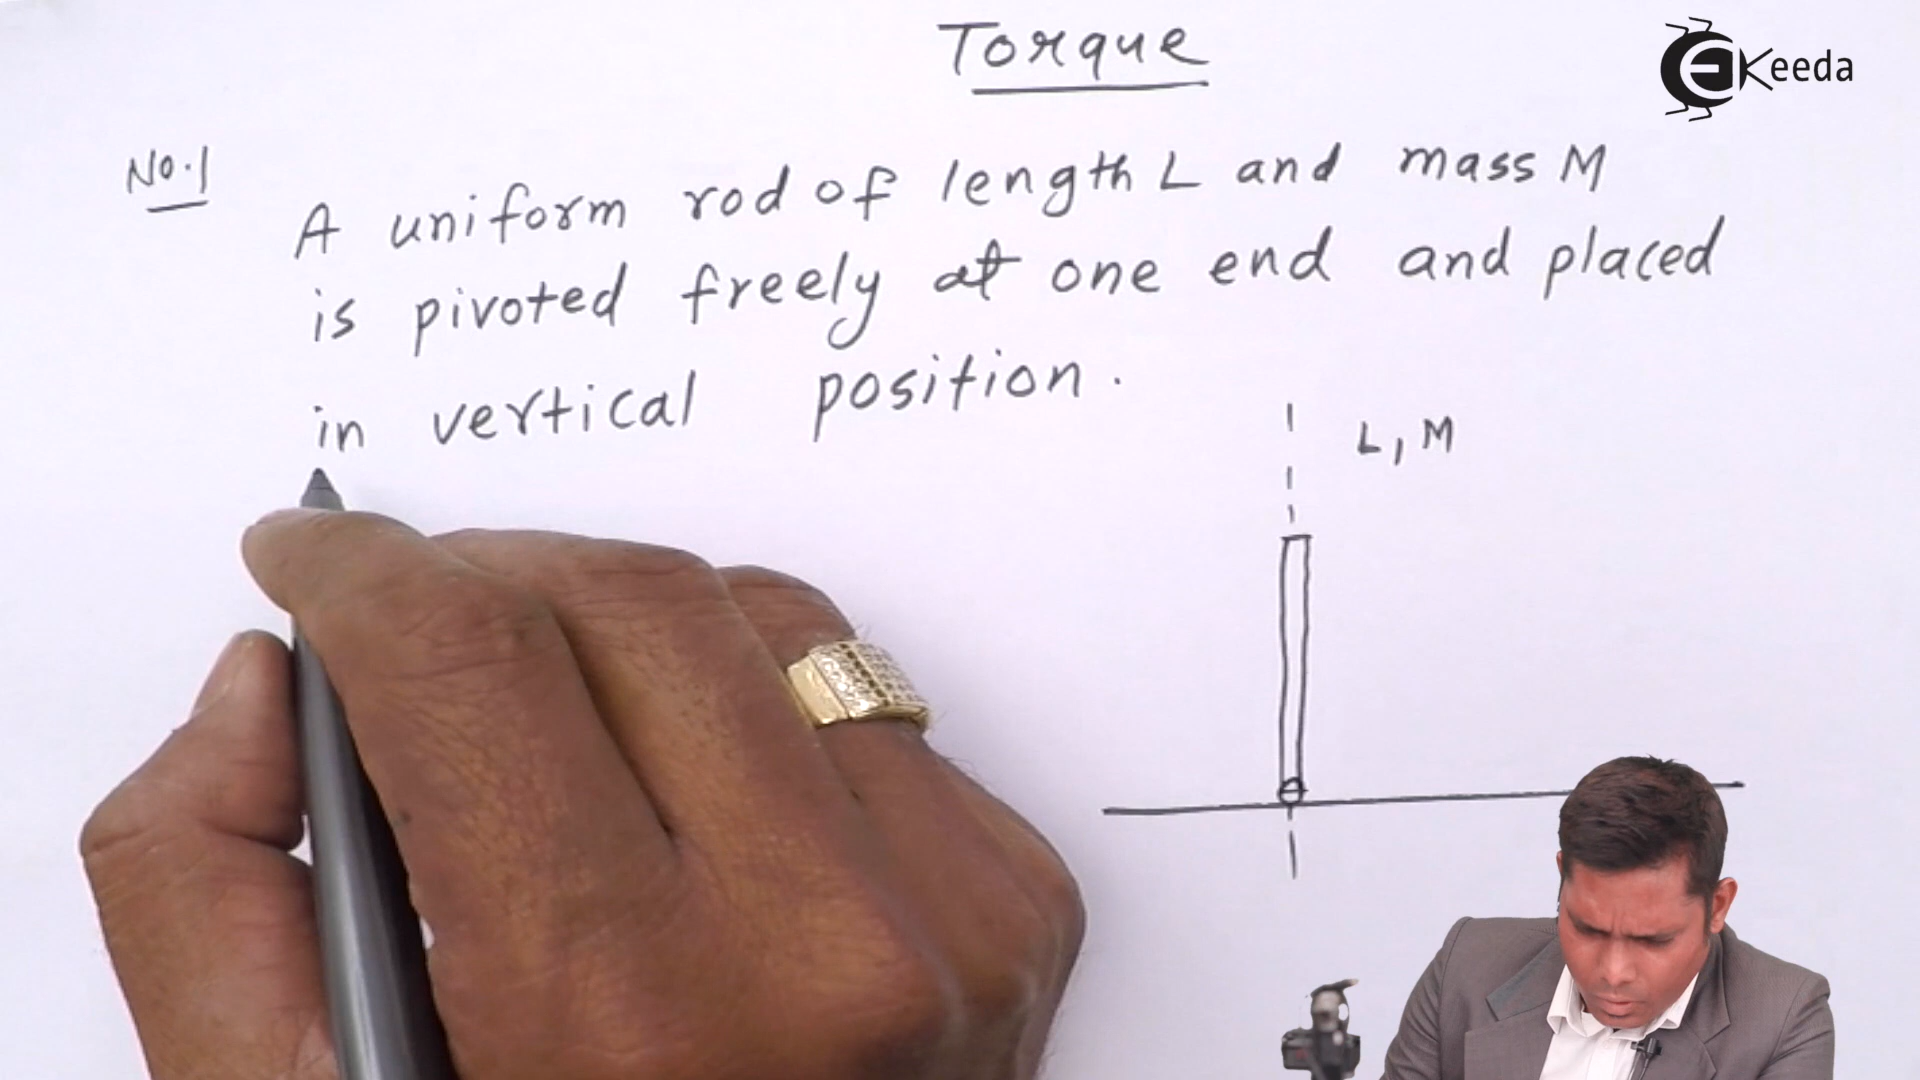 Torque
EKeeda
No.1
A uniform rod of length L and mass M
is pivoted freely at one end and placed
in vertical position.
L, M